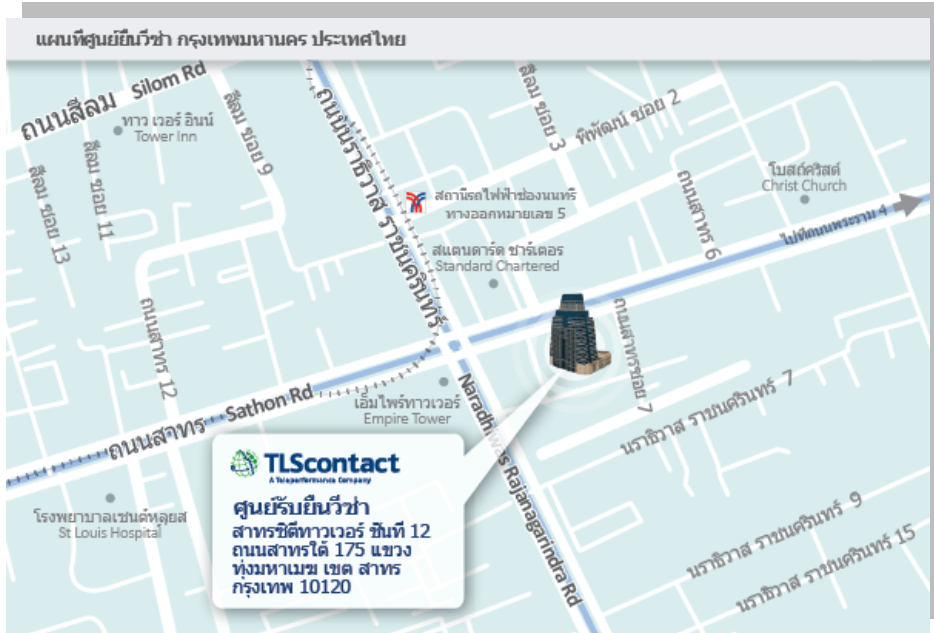 แผนที่ศูนย์ยื่นวีซ่า กรุงเทพมหานคร ประเทศไทย
ถนนสีลม Silom Rd
ทาว เวอร์ อินน์
Tower Inn
สีลม ซอย 9
สีลม ซอย 11
สีลม ซอย 13
ถนนนราธิวาส ราชนครินทร์
สีลม ซอย 3
พิพัฒน์ ซอย 2
สถานีรถไฟฟ้าช่องนนทรี
ทางออกหมายเลข 5
สแตนดาร์ด ชาร์เตอร์
Standard Chartered
ถนนสาทร 6
โบสถ์คริสต์
Christ Church
ไปที่ถนนพระราม 4
ถนนสาทร 12
ถนนสาทรซอย 7
ถนนสาทร Sathon Rd
เอ็มไพร์ทาวเวอร์
Empire Tower
Naradhiwas Rajanagarindra Rd
นราธิวาส ราชนครินทร์ 7
นราธิวาส ราชนครินทร์ 9
นราธิวาส ราชนครินทร์ 15
โรงพยาบาลเซนต์หลุยส
St Louis Hospital
TLScontact
A Teleperformance Company
ศูนย์รับยื่นวีซ่า
สาทรซิตี้ทาวเวอร์ ชั้นที่ 12
ถนนสาทรใต้ 175 แขวง
ทุ่งมหาเมฆ เขต สาทร
กรุงเทพ 10120